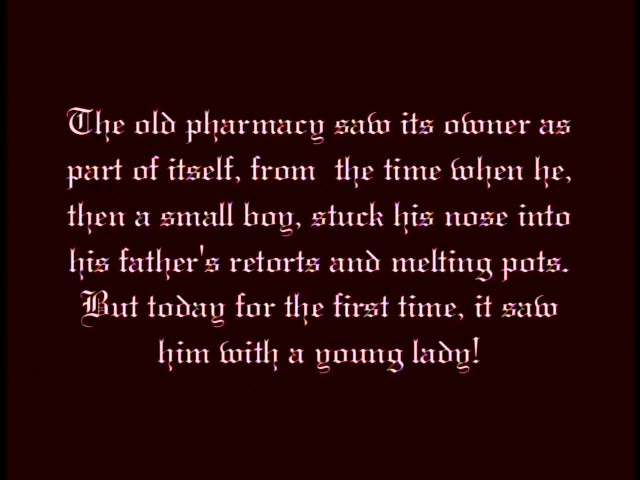 The old pharmacy saw its owner as
part of itself, from the time when he,
then a small boy, stuck his nose into
his father's retorts and melting pots.
But today for the first time, it saw
him with a young lady!